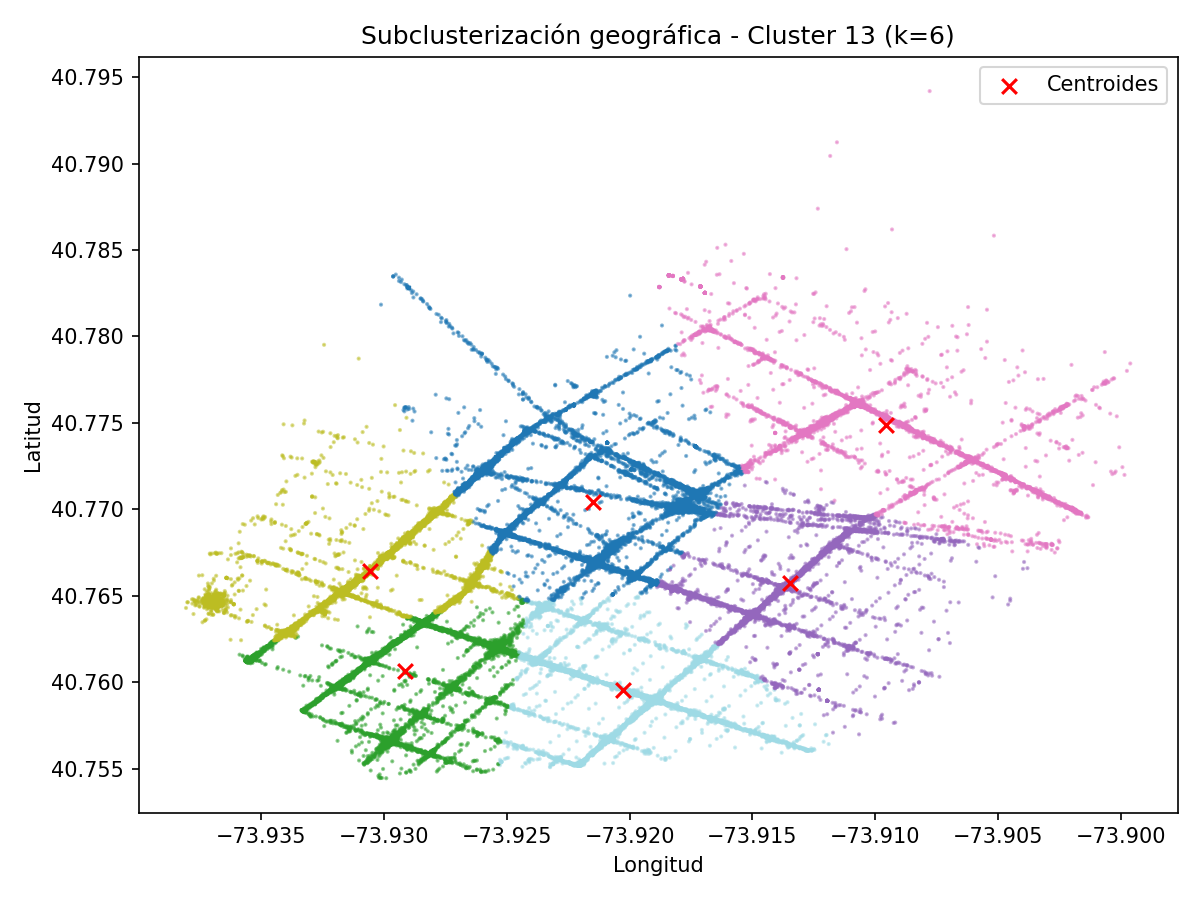 Subclusterización geográfica - Cluster 13 (k=6)
Centroides
40.795
40.790
40.785
40.780
40.775
40.770
40.765
40.760
40.755
Latitud
−73.935 −73.930 −73.925 −73.920 −73.915 −73.910 −73.905 −73.900
Longitud